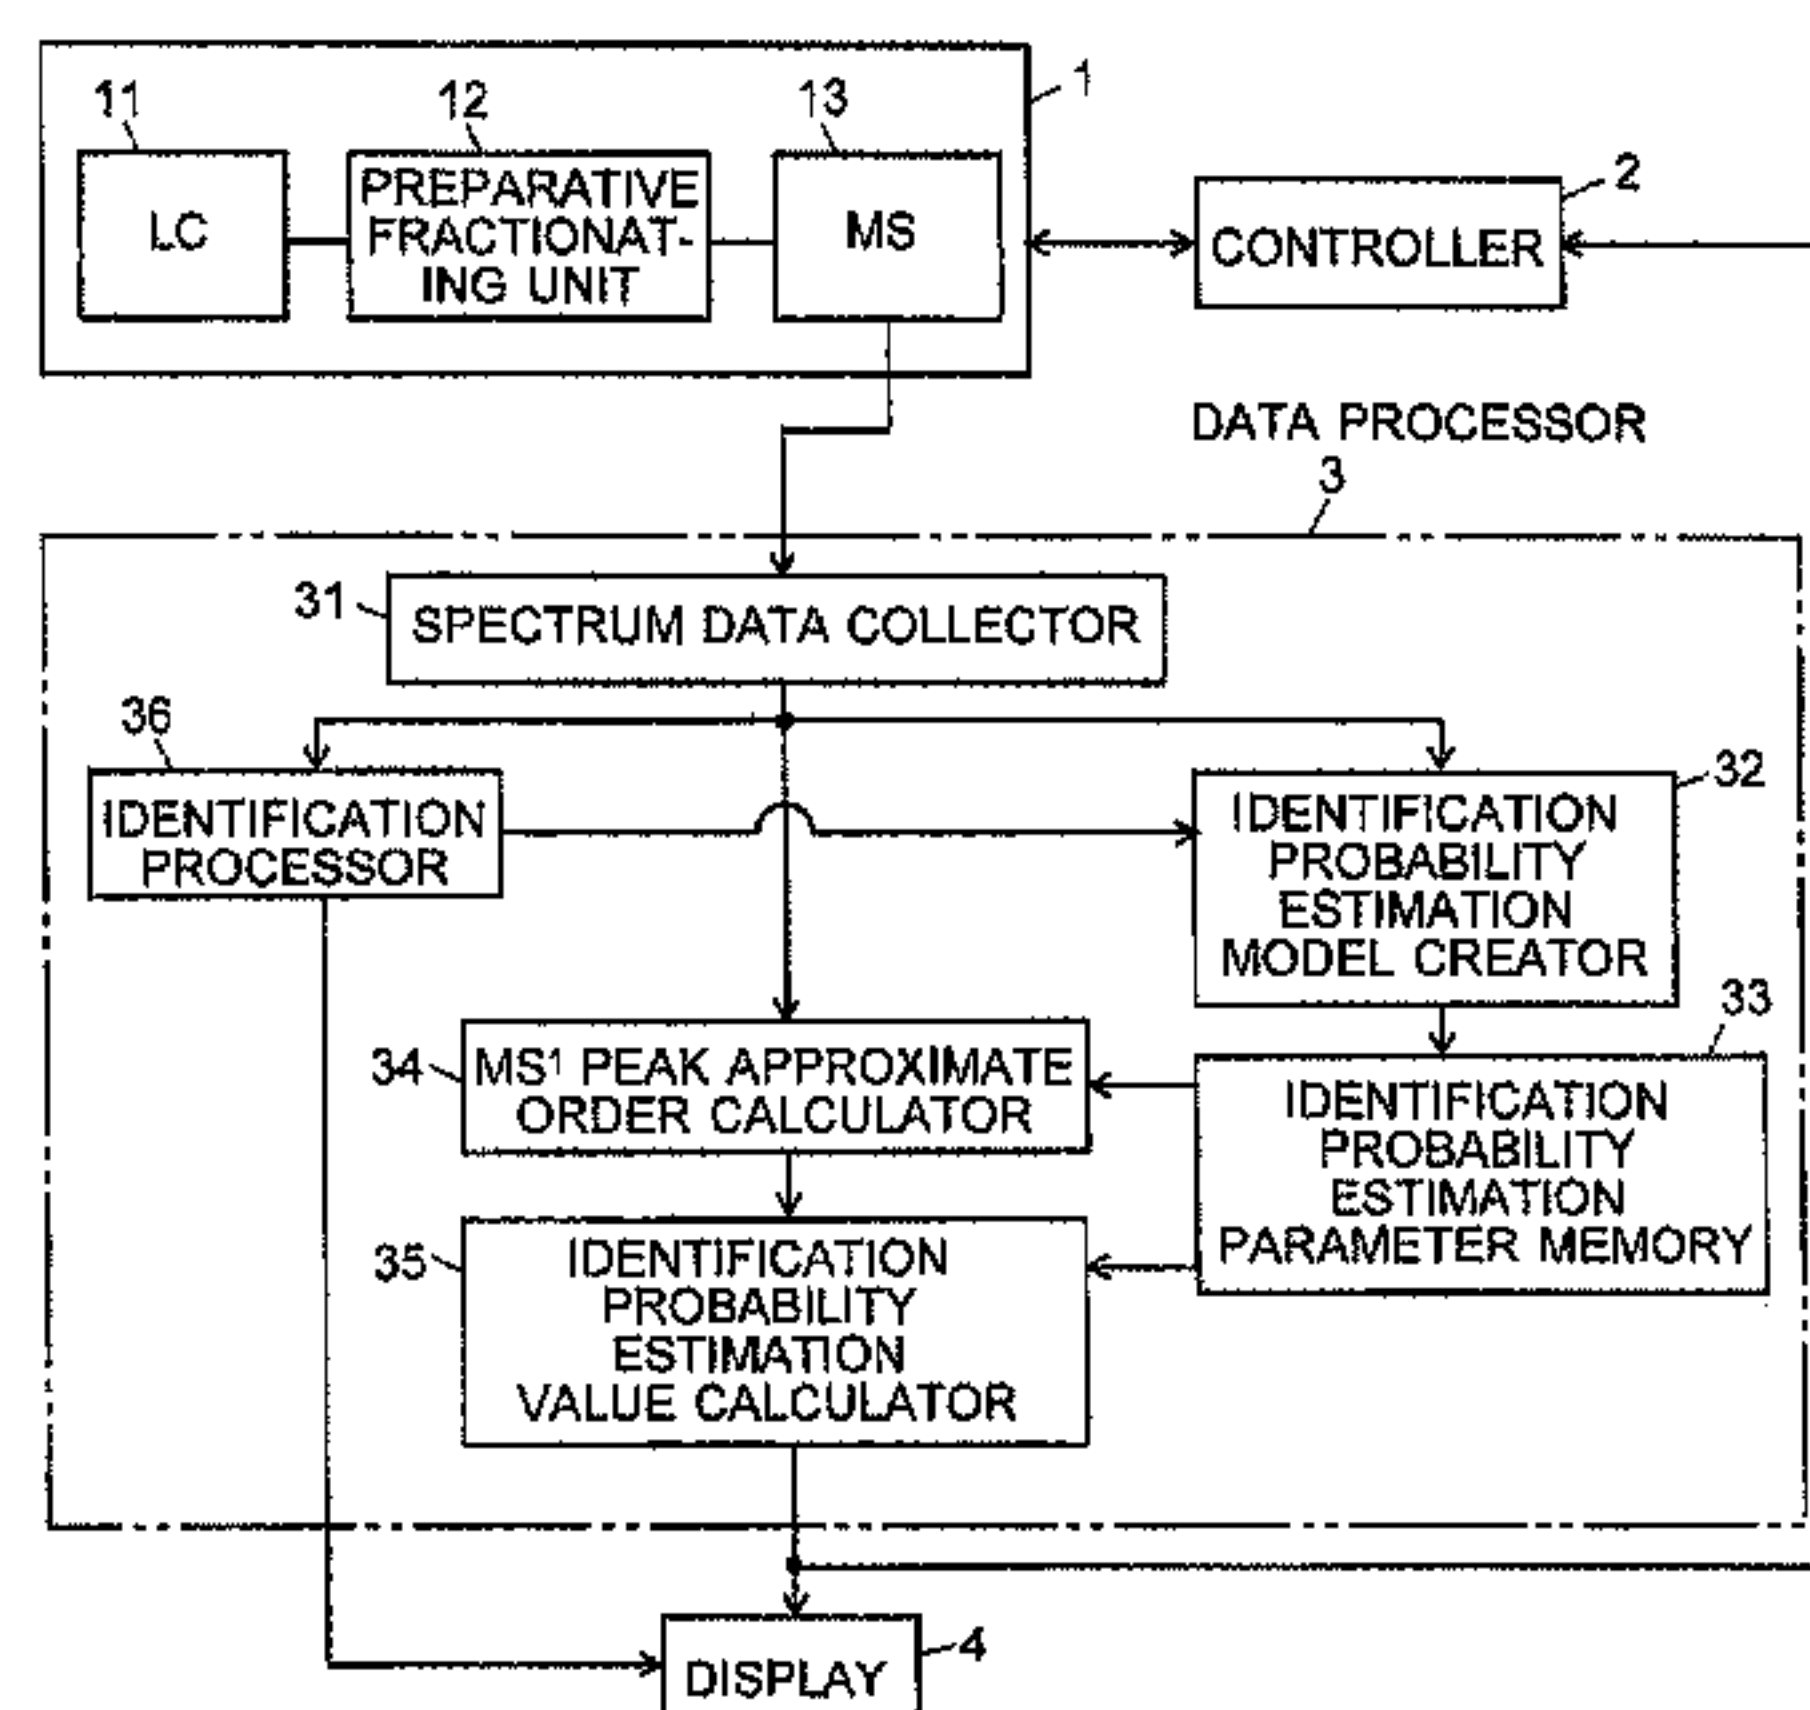 1
11
12
13
LC
PREPARATIVE
FRACTIONAT-
ING UNIT
MS
2
CONTROLLER
DATA PROCESSOR
3
31
SPECTRUM DATA COLLECTOR
36
IDENTIFICATION
PROCESSOR
32
IDENTIFICATION
PROBABILITY
ESTIMATION
MODEL CREATOR
33
IDENTIFICATION
PROBABILITY
ESTIMATION
PARAMETER MEMORY
34
MS¹ PEAK APPROXIMATE
ORDER CALCULATOR
35
IDENTIFICATION
PROBABILITY
ESTIMATION
VALUE CALCULATOR
4
DISPLAY